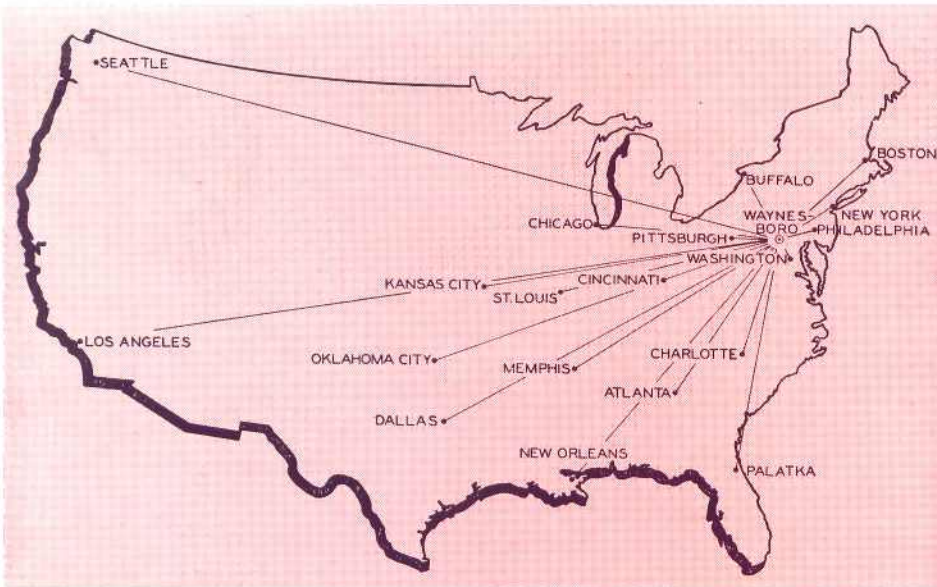 SEATTLE
BOSTON
BUFFALO
WAYNES-
BORO
NEW YORK
CHICAGO
PITTSBURGH
PHILADELPHIA
WASHINGTON
KANSAS CITY
ST. LOUIS
CINCINNATI
LOS ANGELES
OKLAHOMA CITY
MEMPHIS
CHARLOTTE
ATLANTA
DALLAS
NEW ORLEANS
PALATKA